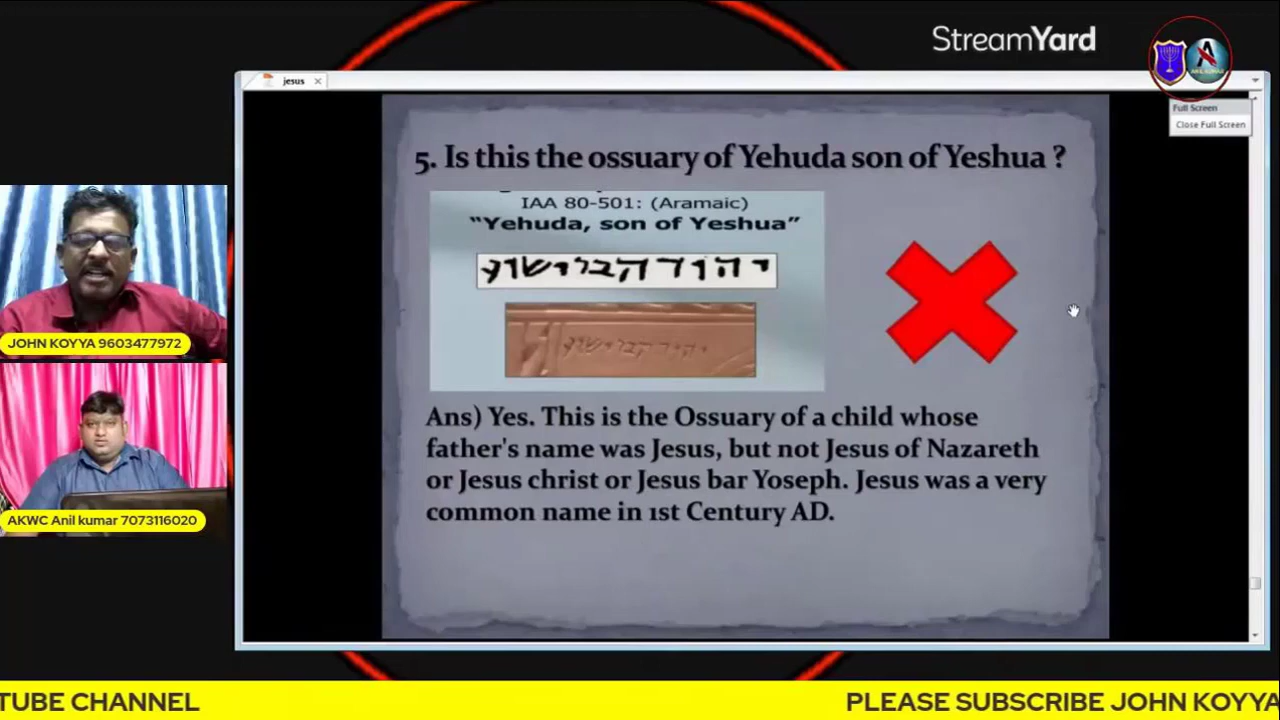 StreamYard
jesus
Full Screen
Close Full Screen
5. Is this the ossuary of Yehuda son of Yeshua ?
IAA 80-501: (Aramaic)
“Yehuda, son of Yeshua”
יהודהברישוע
Ans) Yes. This is the Ossuary of a child whose
father's name was Jesus, but not Jesus of Nazareth
or Jesus christ or Jesus bar Yoseph. Jesus was a very
common name in 1st Century AD.
JOHN KOYYA 9603477972
AKWC Anil kumar 7073116020
TUBE CHANNEL
PLEASE SUBSCRIBE JOHN KOYYA